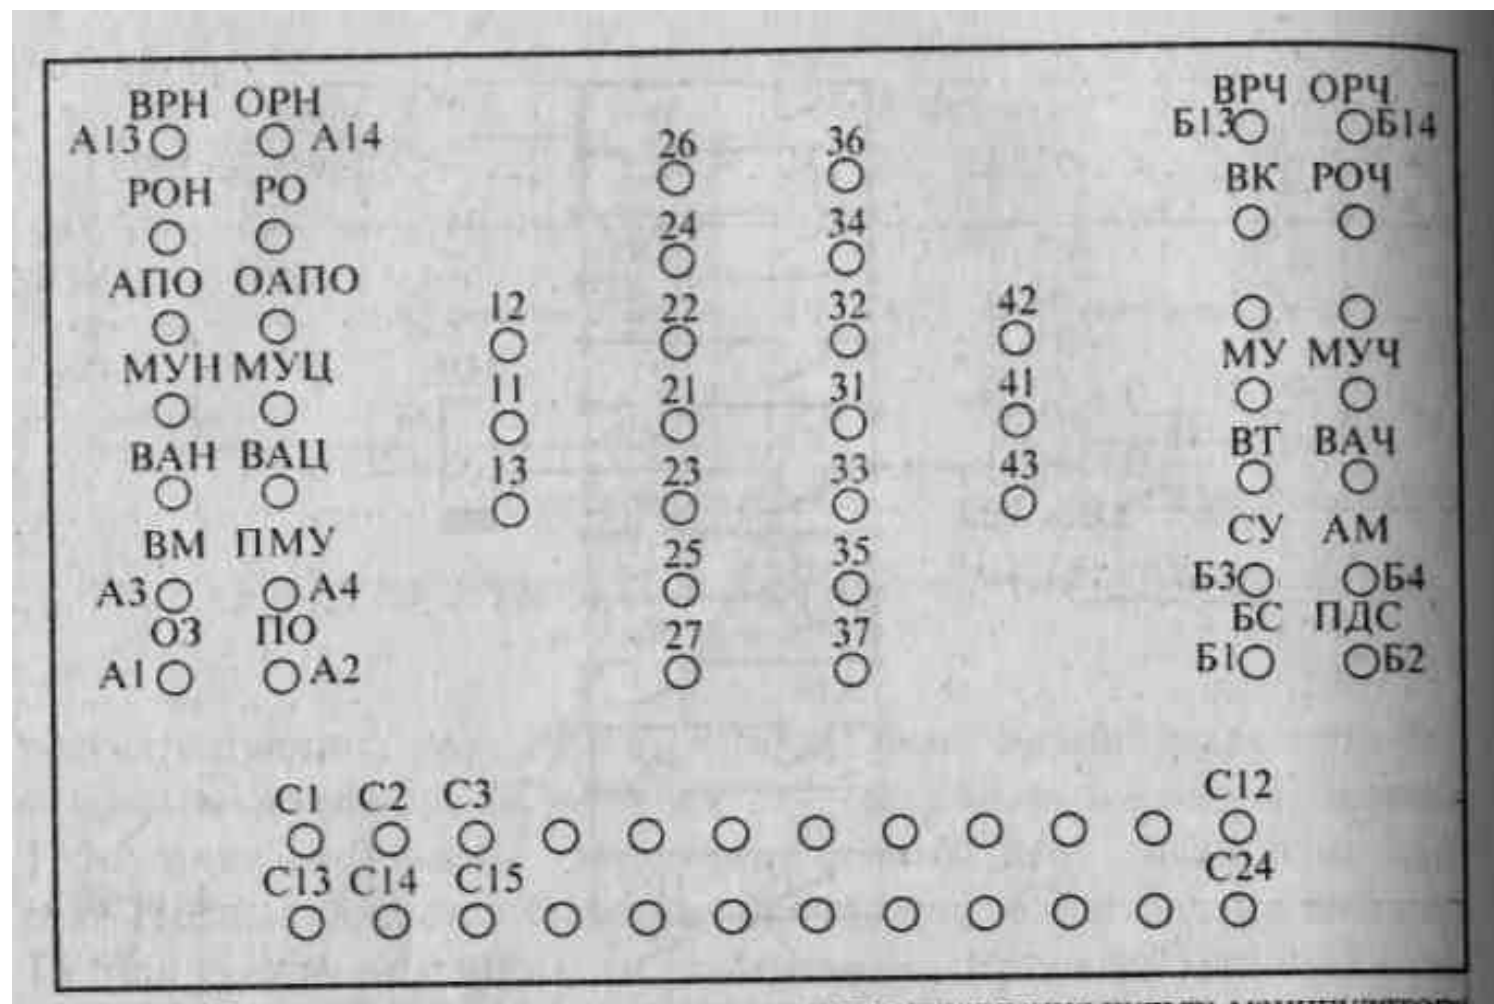 ВРН ОРН ВРЧ ОРЧ
А13 А14 26 36 Б13 Б14
РОН РО ВК РОЧ
24 34
АПО ОАПО
12 22 32 42
МУН МУЦ МУ МУЧ
11 21 31 41
ВАН ВАЦ ВТ ВАЧ
13 23 33 43
ВМ ПМУ СУ АМ
25 35
А3 А4 Б3 Б4
ОЗ ПО 27 37 БС ПДС
А1 А2 Б1 Б2
С1 С2 С3 С12
С13 С14 С15 С24